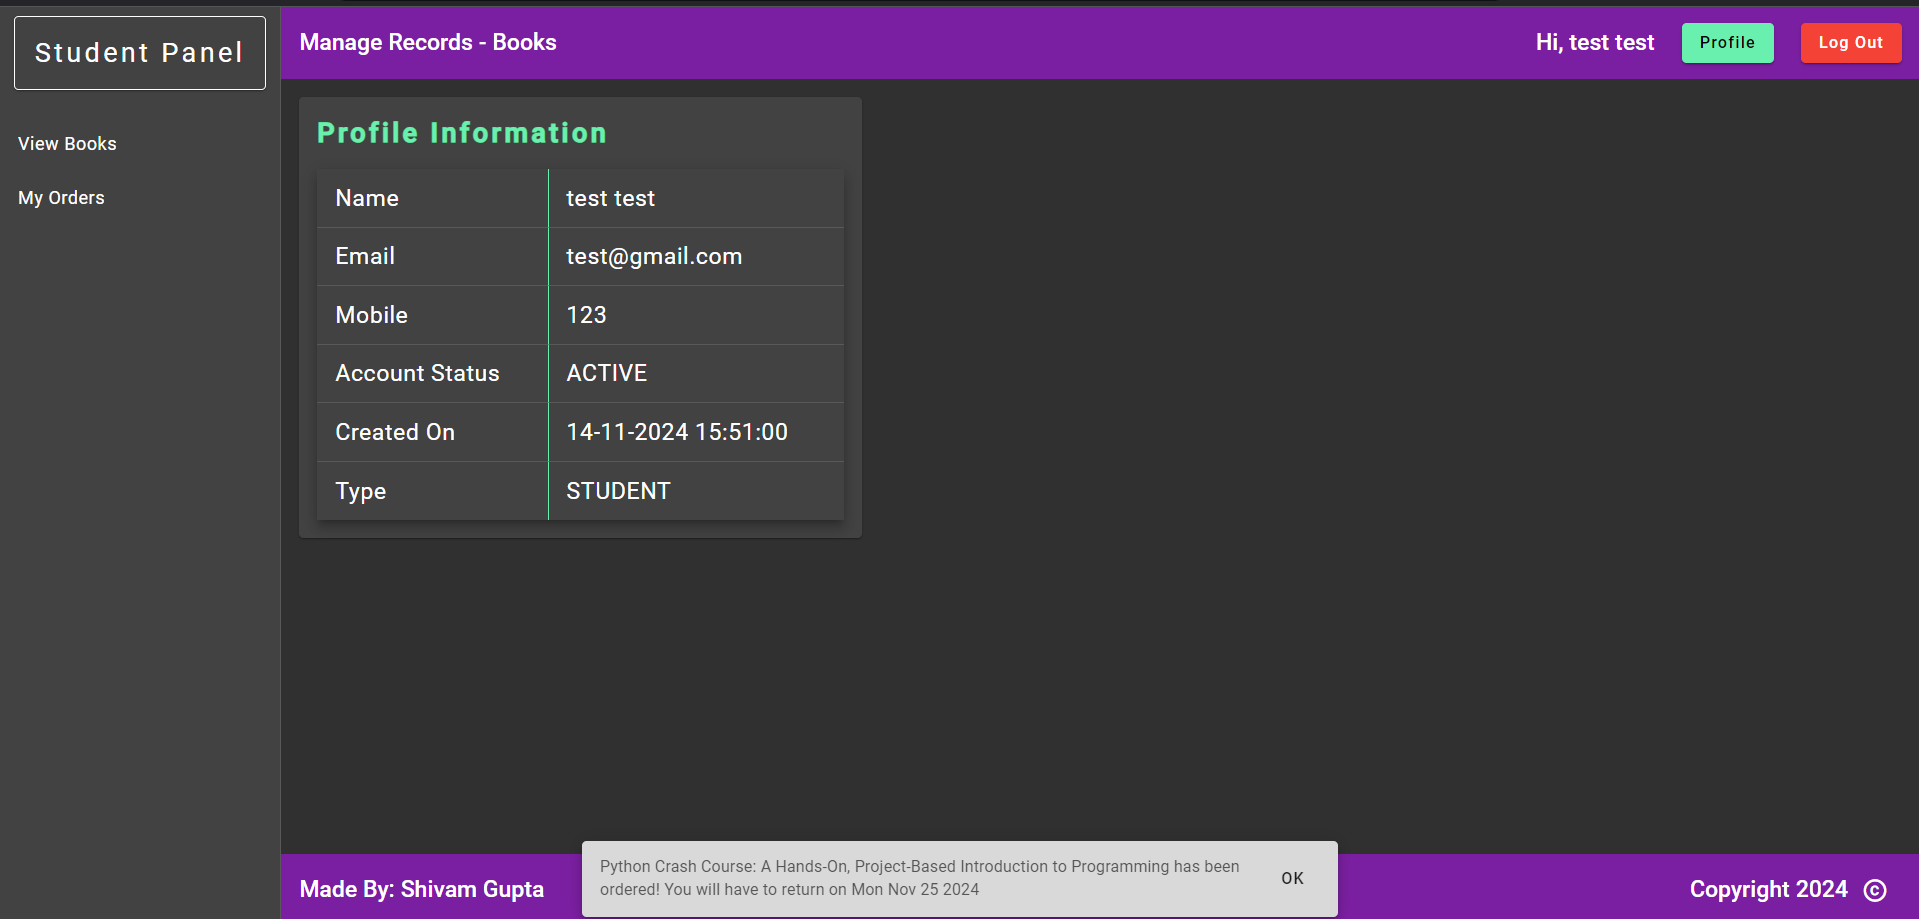 Student Panel
View Books
My Orders
Manage Records - Books
Hi, test test
Profile
Log Out
Profile Information
Name test test
Email test@gmail.com
Mobile 123
Account Status ACTIVE
Created On 14-11-2024 15:51:00
Type STUDENT
Made By: Shivam Gupta
Python Crash Course: A Hands-On, Project-Based Introduction to Programming has been
ordered! You will have to return on Mon Nov 25 2024
OK
Copyright 2024 ©